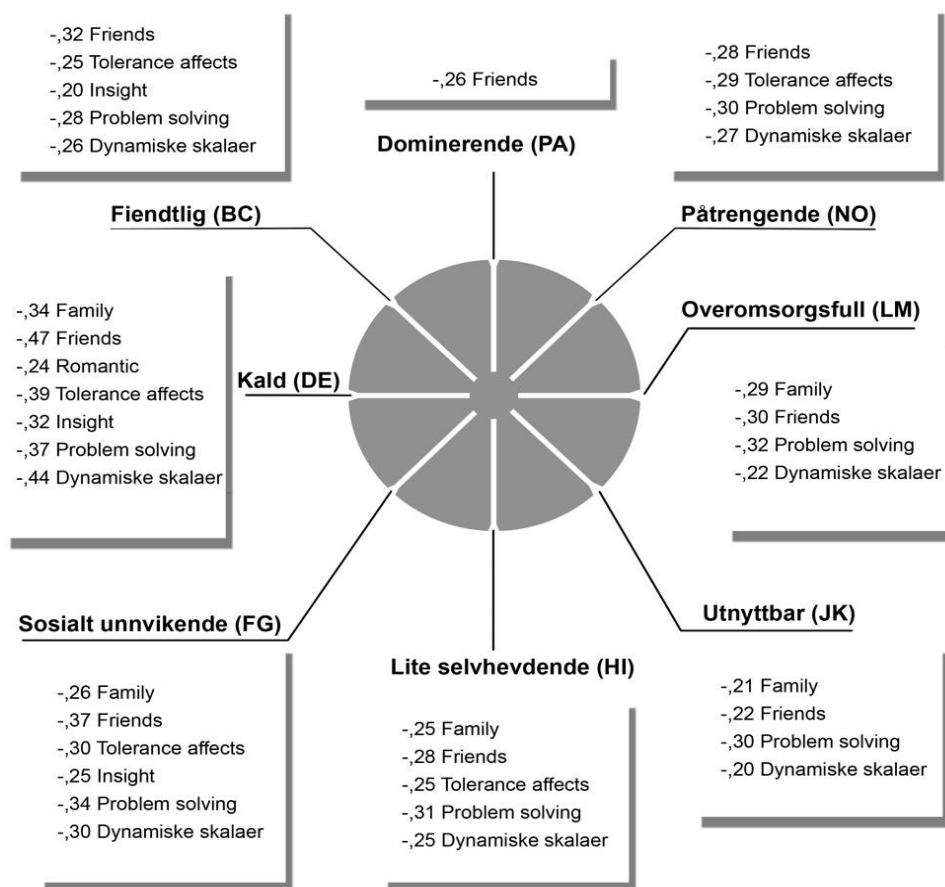 -,32 Friends
-,25 Tolerance affects
-,20 Insight
-,28 Problem solving
-,26 Dynamiske skalaer
Fiendtlig (BC)
-,26 Friends
Dominerende (PA)
-,28 Friends
-,29 Tolerance affects
-,30 Problem solving
-,27 Dynamiske skalaer
Påtrengende (NO)
-,34 Family
-,47 Friends
-,24 Romantic
-,39 Tolerance affects
-,32 Insight
-,37 Problem solving
-,44 Dynamiske skalaer
Kald (DE)
Overomsorgsfull (LM)
-,29 Family
-,30 Friends
-,32 Problem solving
-,22 Dynamiske skalaer
Sosialt unnvikende (FG)
-,26 Family
-,37 Friends
-,30 Tolerance affects
-,25 Insight
-,34 Problem solving
-,30 Dynamiske skalaer
Lite selvhevdende (HI)
-,25 Family
-,28 Friends
-,25 Tolerance affects
-,31 Problem solving
-,25 Dynamiske skalaer
Utnyttbar (JK)
-,21 Family
-,22 Friends
-,30 Problem solving
-,20 Dynamiske skalaer